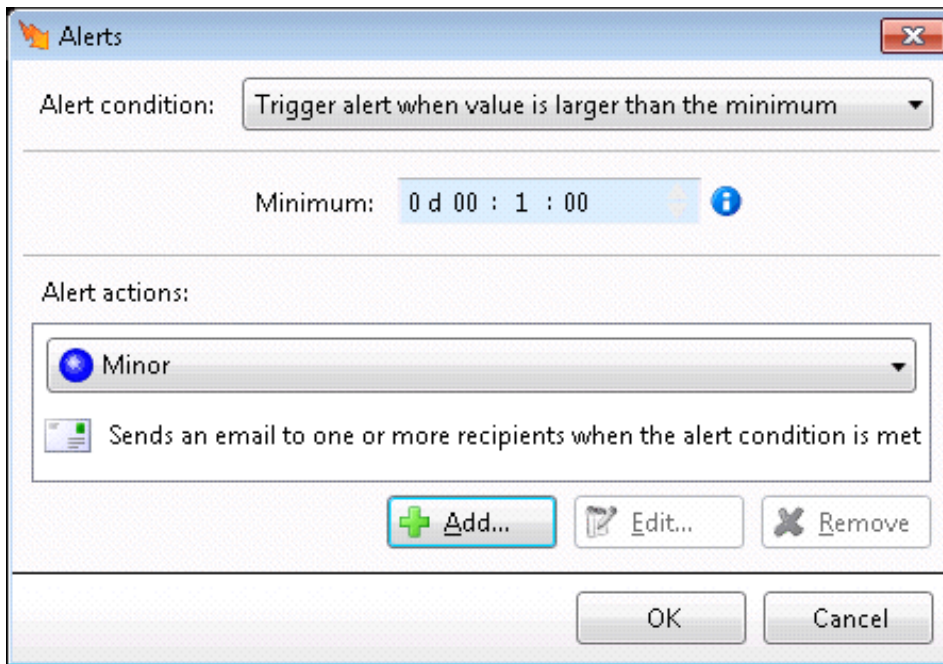 Alerts
Alert condition: Trigger alert when value is larger than the minimum
Minimum: 0 d 00 : 1 : 00
Alert actions:
Minor
Sends an email to one or more recipients when the alert condition is met
Add... Edit... Remove
OK Cancel